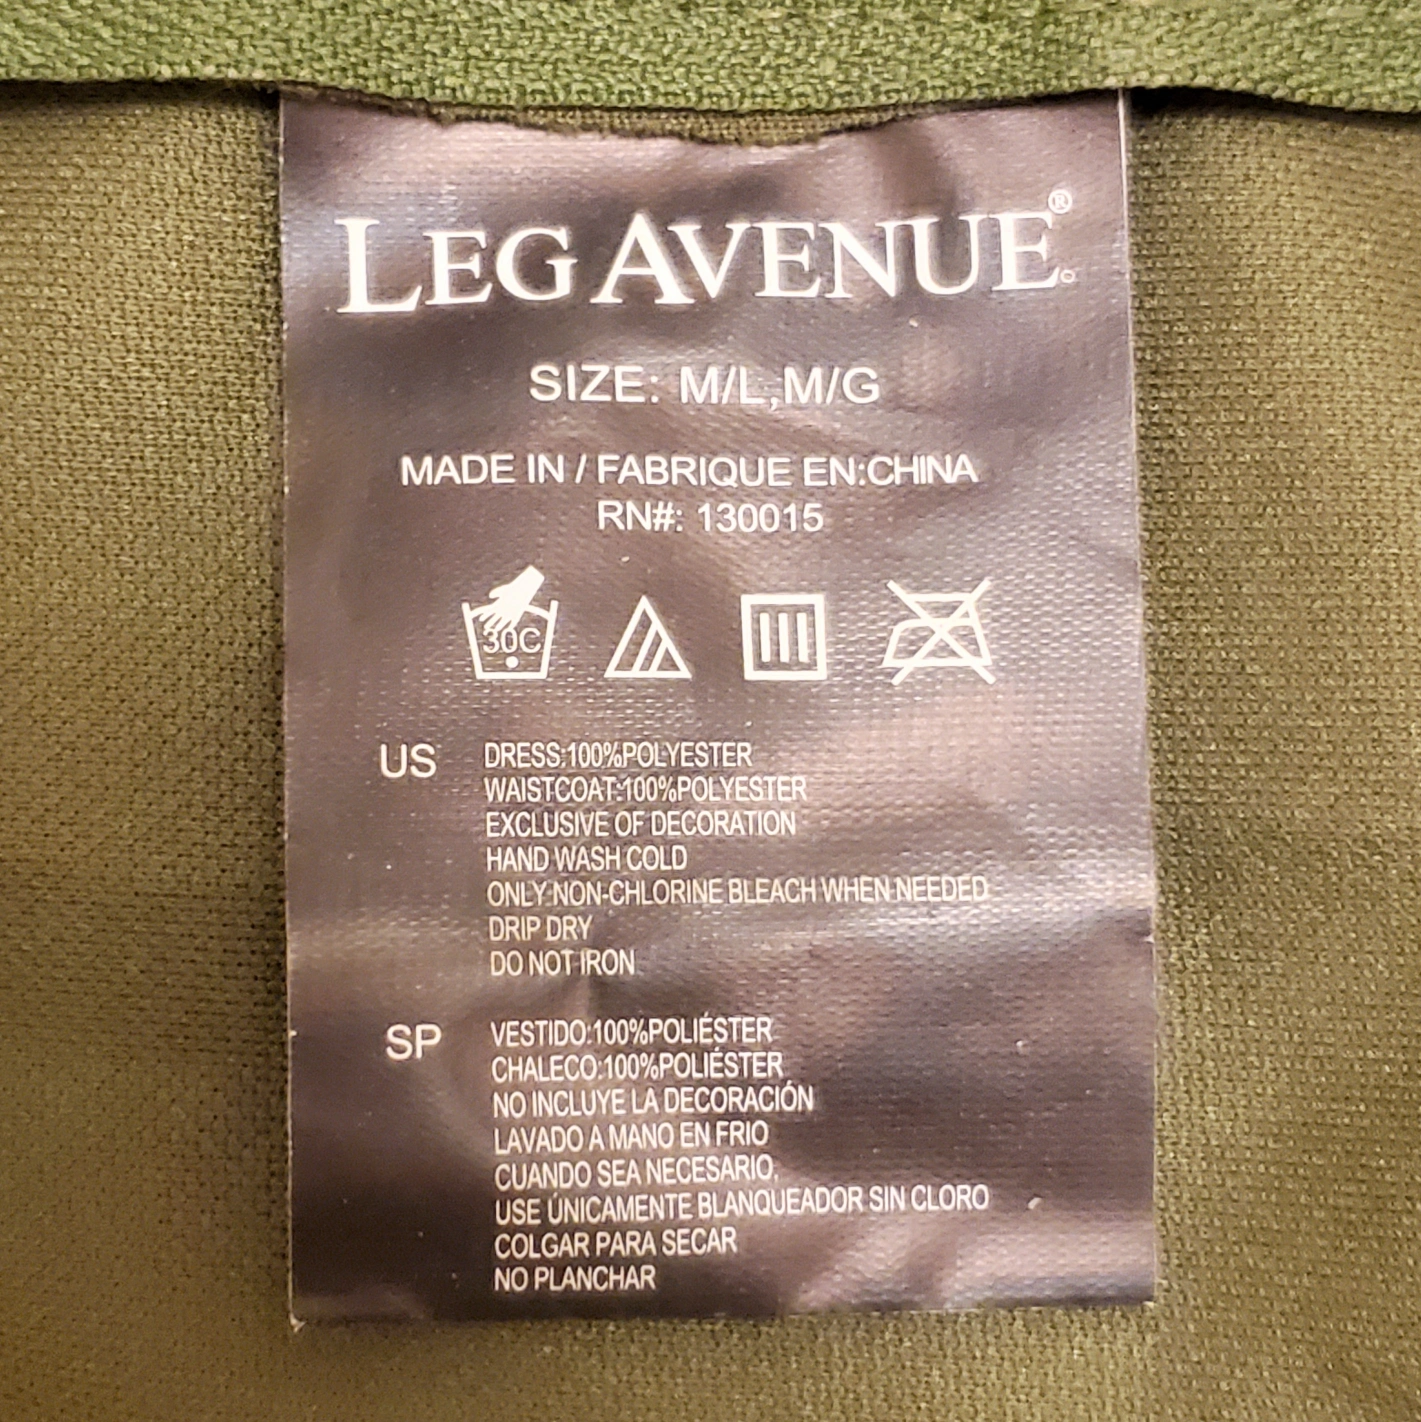 LEG AVENUE®
SIZE: M/L,M/G
MADE IN / FABRIQUE EN:CHINA
RN#: 130015
30C
US
DRESS:100%POLYESTER
WAISTCOAT:100%POLYESTER
EXCLUSIVE OF DECORATION
HAND WASH COLD
ONLY NON-CHLORINE BLEACH WHEN NEEDED
DRIP DRY
DO NOT IRON
SP
VESTIDO:100%POLIÉSTER
CHALECO:100%POLIÉSTER
NO INCLUYE LA DECORACIÓN
LAVADO A MANO EN FRIO
CUANDO SEA NECESARIO,
USE ÚNICAMENTE BLANQUEADOR SIN CLORO
COLGAR PARA SECAR
NO PLANCHAR